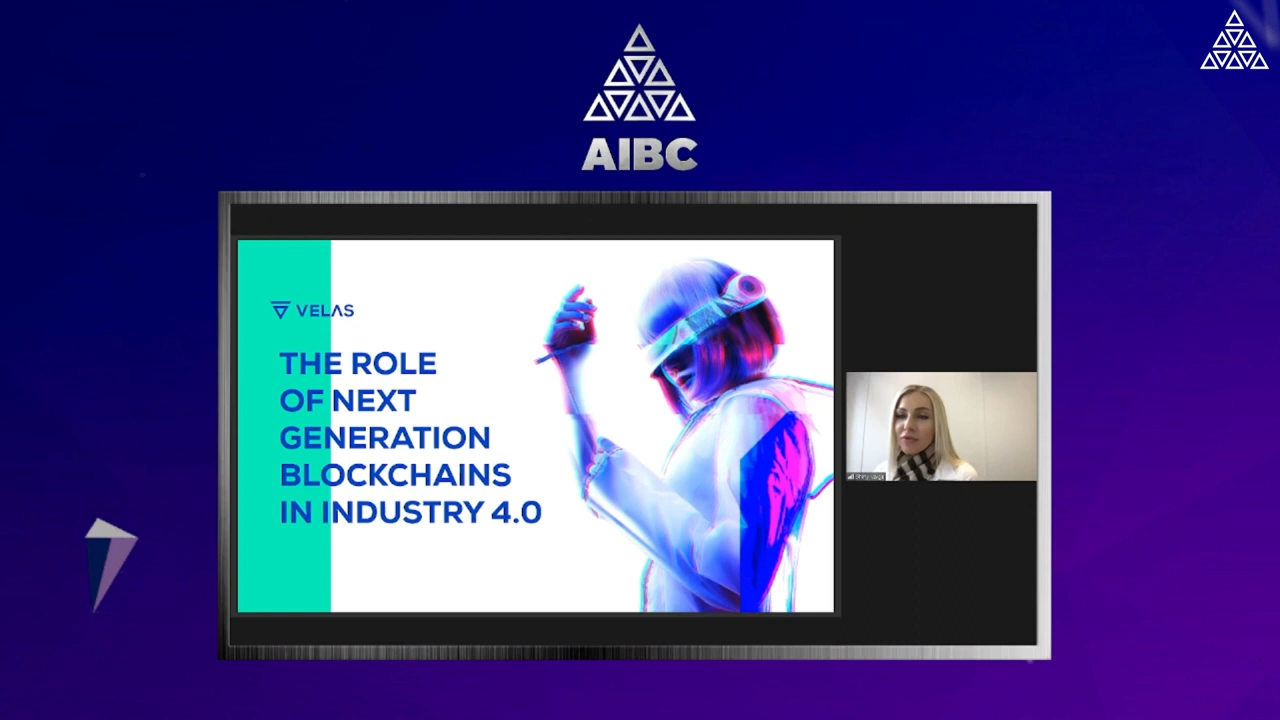 AIBC
VELAS
THE ROLE
OF NEXT
GENERATION
BLOCKCHAINS
IN INDUSTRY 4.0